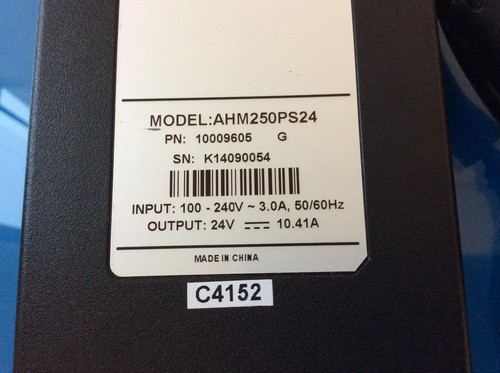 MODEL:AHM250PS24
PN: 10009605 G
SN: K14090054
INPUT: 100 - 240V ~ 3.0A, 50/60Hz
OUTPUT: 24V ⎓ 10.41A
MADE IN CHINA
C4152